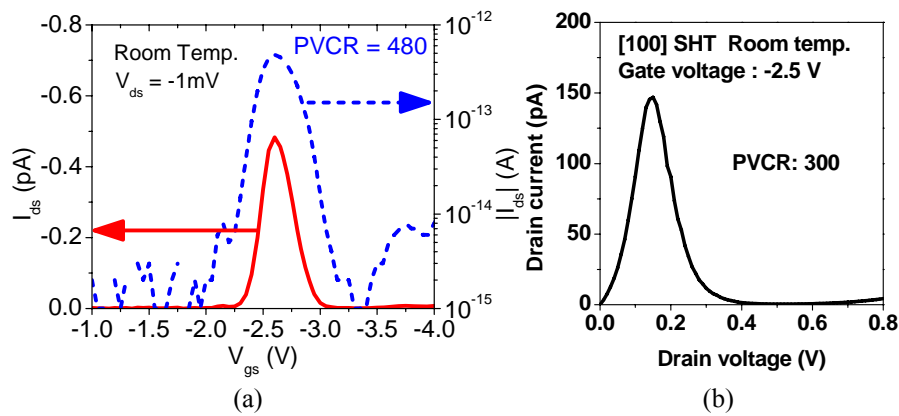 Room Temp.
V_ds = -1mV
PVCR = 480
-0.8
-0.6
-0.4
-0.2
0.0
I_ds (pA)
10^-12
10^-13
10^-14
10^-15
||I_ds| (A)
-1.0 -1.5 -2.0 -2.5 -3.0 -3.5 -4.0
V_gs (V)
(a)
[100] SHT Room temp.
Gate voltage : -2.5 V
PVCR: 300
200
150
100
50
0
Drain current (pA)
0.0 0.2 0.4 0.6 0.8
Drain voltage (V)
(b)